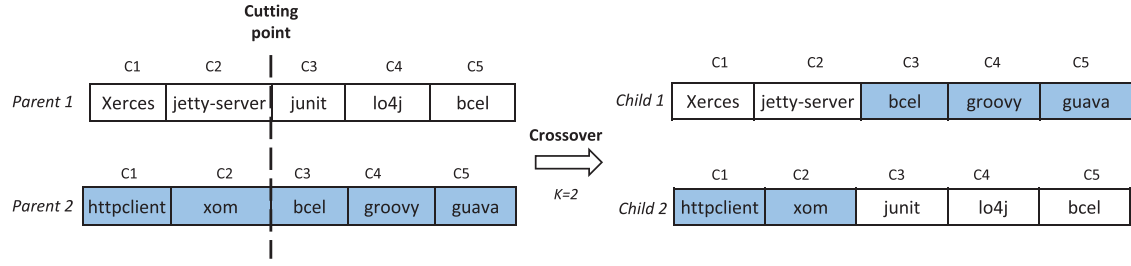 Cutting
point
C1 C2 C3 C4 C5
Parent 1 Xerces jetty-server junit lo4j bcel
C1 C2 C3 C4 C5
Parent 2 httpclient xom bcel groovy guava
Crossover
K=2
C1 C2 C3 C4 C5
Child 1 Xerces jetty-server bcel groovy guava
C1 C2 C3 C4 C5
Child 2 httpclient xom junit lo4j bcel